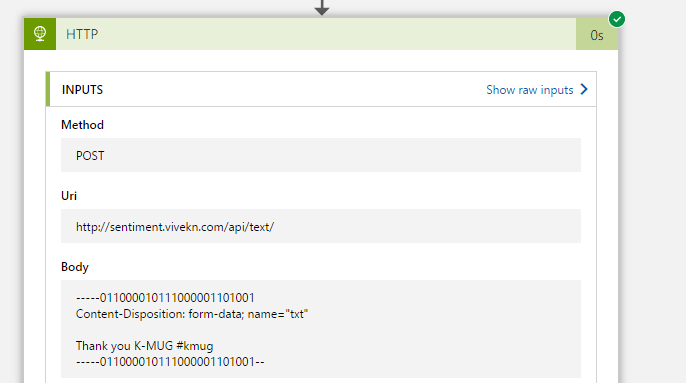 HTTP
0s
INPUTS
Show raw inputs
Method
POST
Uri
http://sentiment.vivekn.com/api/text/
Body
-----011000010111000001101001
Content-Disposition: form-data; name="txt"
Thank you K-MUG #kmug
-----011000010111000001101001--